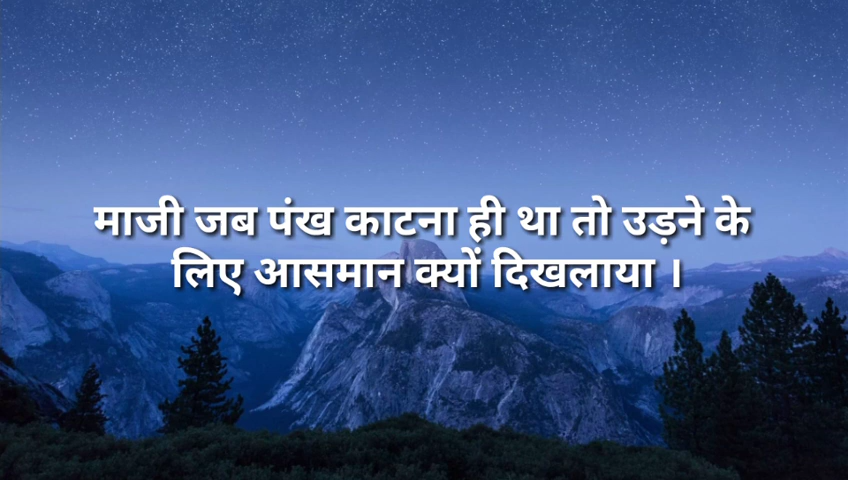 माजी जब पंख काटना ही था तो उड़ने के
लिए आसमान क्यों दिखलाया ।